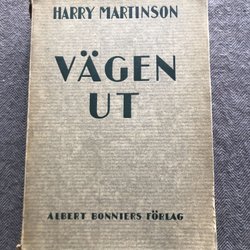 HARRY MARTINSON
VÄGEN
UT
ALBERT BONNIERS FÖRLAG